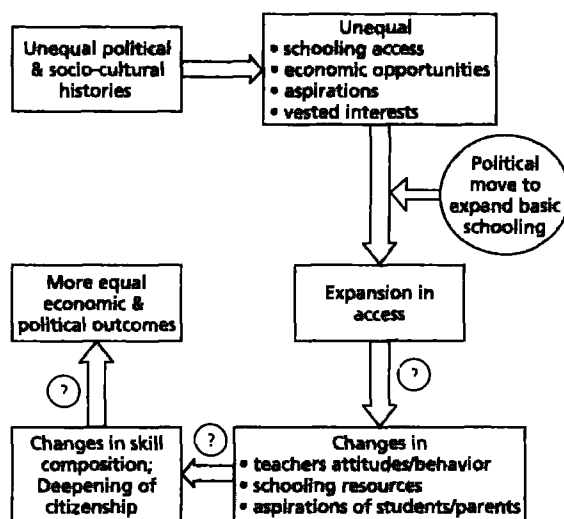 Unequal political
& socio-cultural
histories
Unequal
• schooling access
• economic opportunities
• aspirations
• vested interests
Political
move to
expand basic
schooling
Expansion in
access
?
Changes in
• teachers attitudes/behavior
• schooling resources
• aspirations of students/parents
?
Changes in skill
composition;
Deepening of
citizenship
?
More equal
economic &
political outcomes